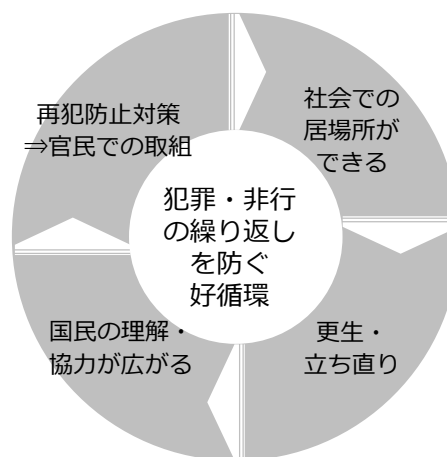 再犯防止対策
⇒官民での取組
社会での
居場所が
できる
犯罪・非行
の繰り返し
を防ぐ
好循環
国民の理解・
協力が広がる
更生・
立ち直り